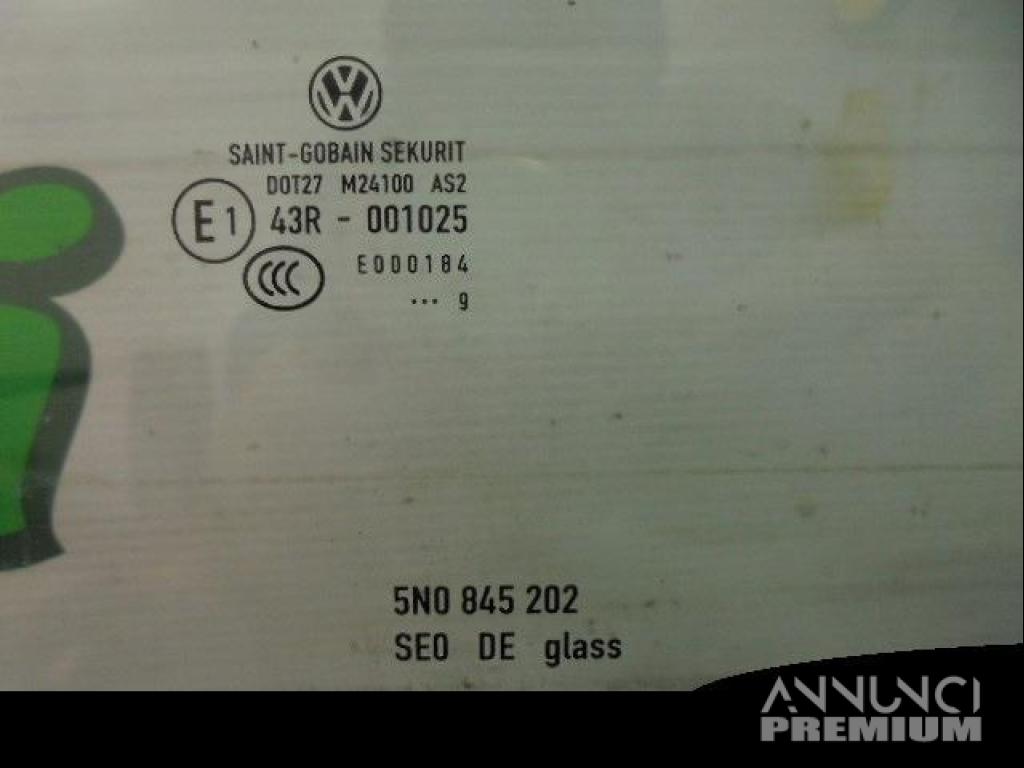 SAINT-GOBAIN SEKURIT
DOT27 M24100 AS2
E1 43R - 001025
CCC E000184
... 9
5N0 845 202
SEO DE glass
ANNUNCI
PREMIUM